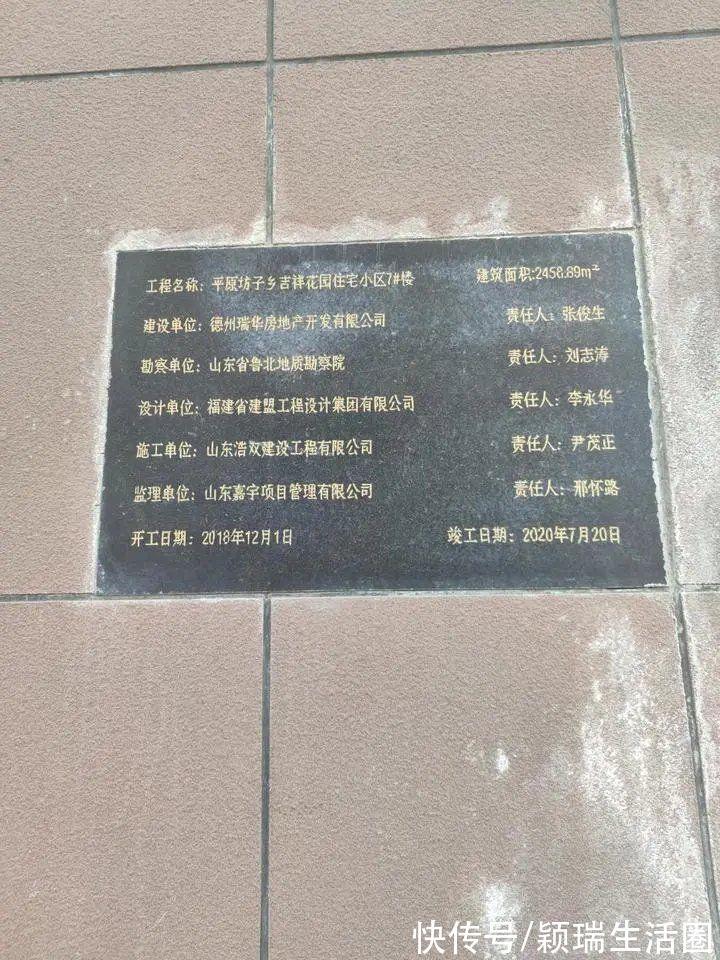 工程名称：平原坊子乡吉祥花园住宅小区7#楼 建筑面积:2458.89m²
建设单位：德州瑞华房地产开发有限公司 责任人：张俊生
勘察单位：山东省鲁北地质勘察院 责任人：刘志涛
设计单位：福建省建盟工程设计集团有限公司 责任人：李永华
施工单位：山东浩双建设工程有限公司 责任人：尹茂正
监理单位：山东嘉宇项目管理有限公司 责任人：邢怀路
开工日期：2018年12月1日 竣工日期：2020年7月20日
快传号/颖瑞生活圈